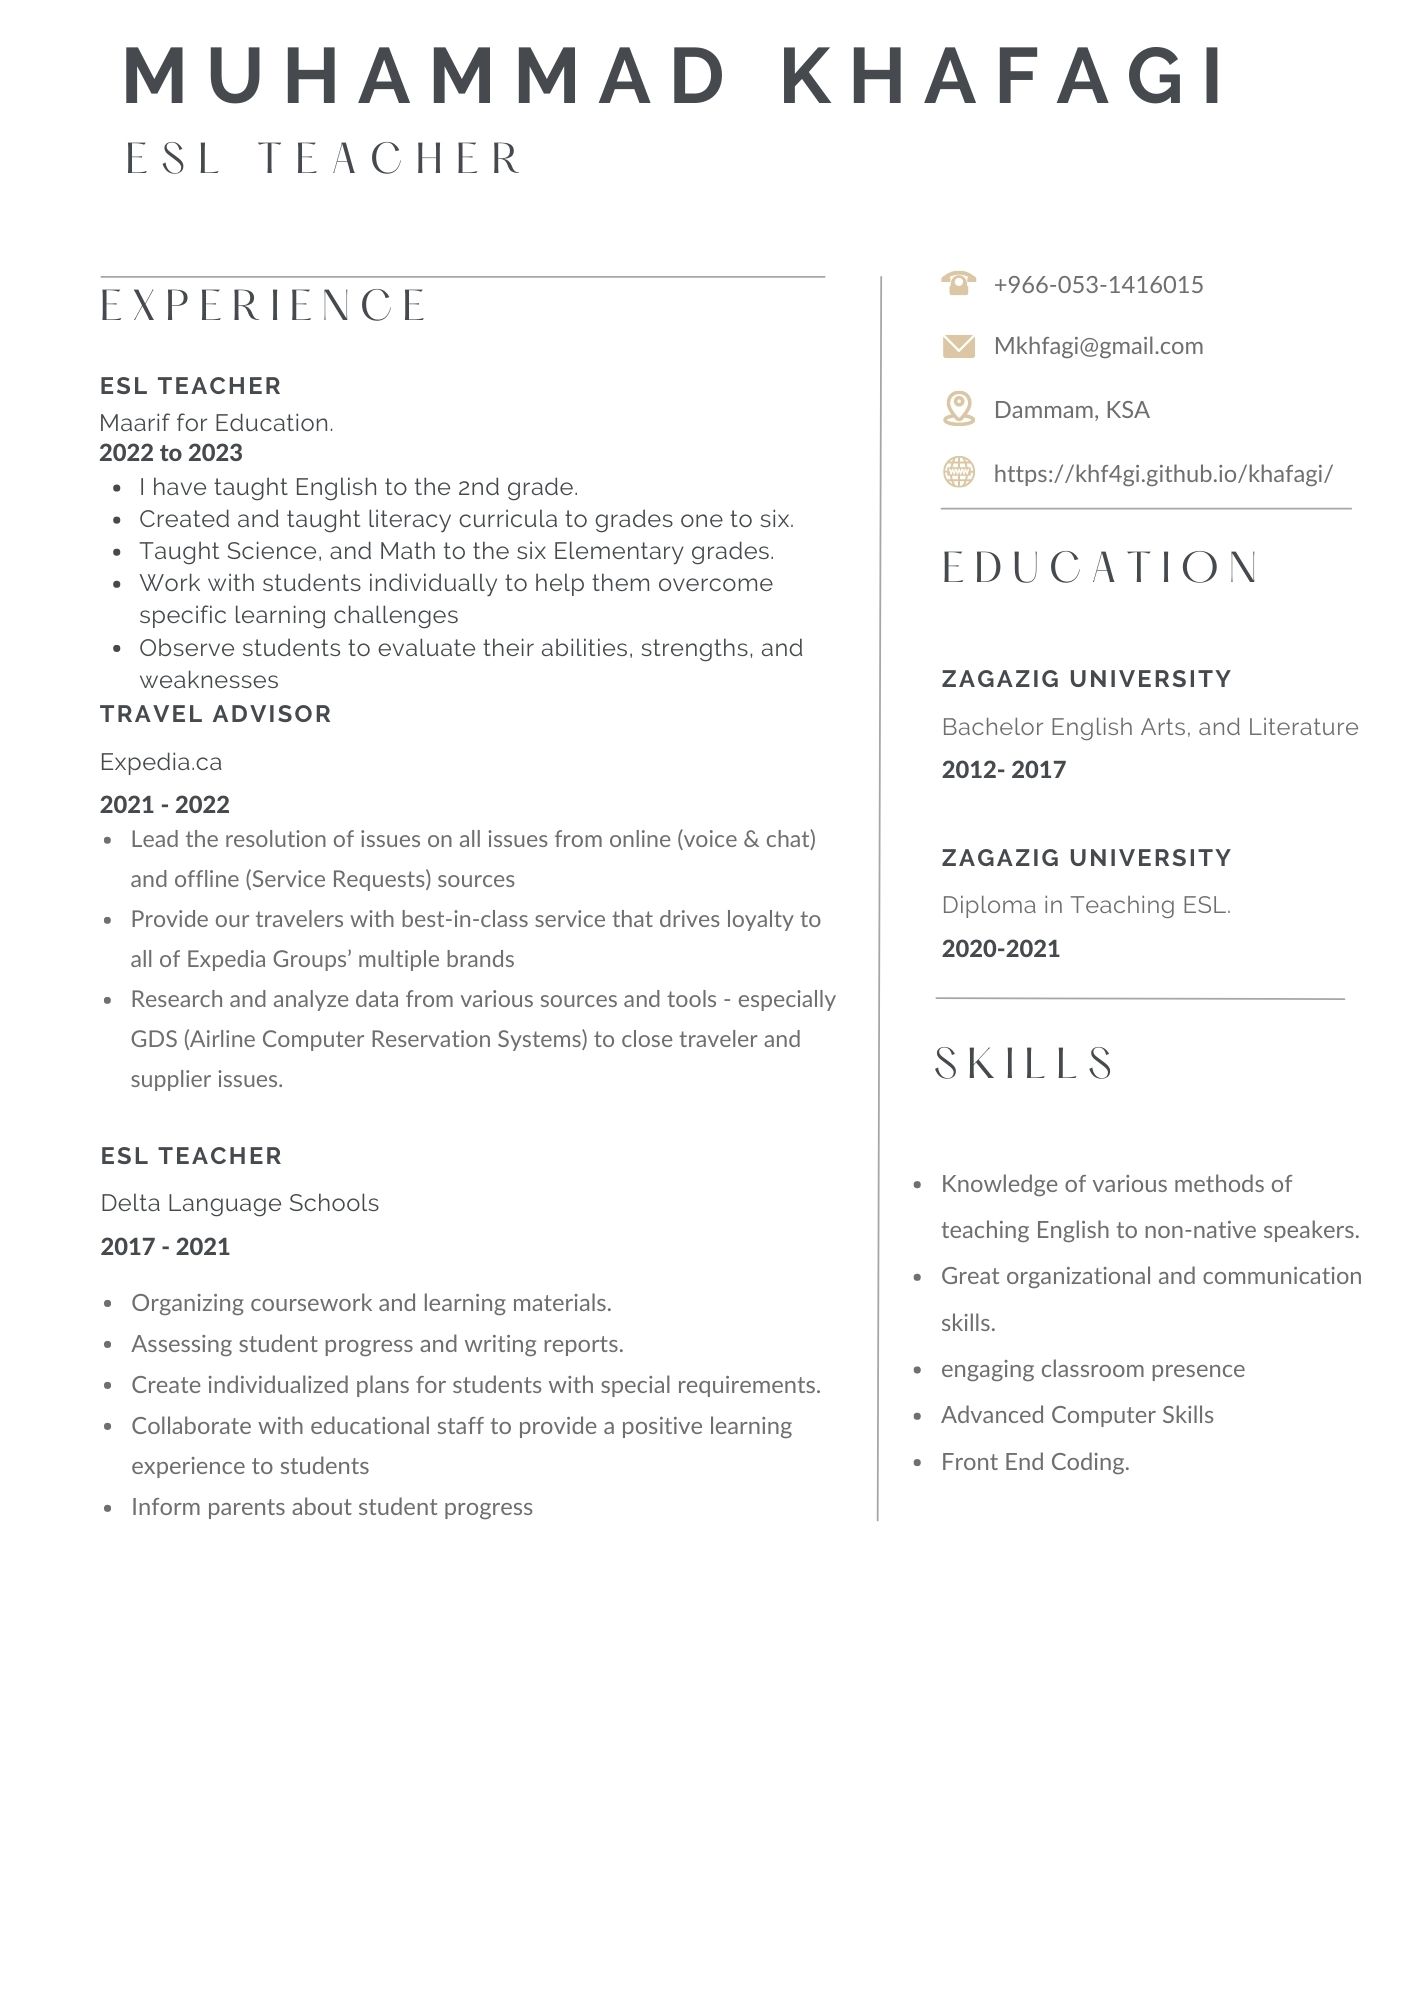 MUHAMMAD KHAFAGI
ESL TEACHER
EXPERIENCE
ESL TEACHER
Maarif for Education.
2022 to 2023
• I have taught English to the 2nd grade.
• Created and taught literacy curricula to grades one to six.
• Taught Science, and Math to the six Elementary grades.
• Work with students individually to help them overcome
specific learning challenges
• Observe students to evaluate their abilities, strengths, and
weaknesses
TRAVEL ADVISOR
Expedia.ca
2021 - 2022
• Lead the resolution of issues on all issues from online (voice & chat)
and offline (Service Requests) sources
• Provide our travelers with best-in-class service that drives loyalty to
all of Expedia Groups’ multiple brands
• Research and analyze data from various sources and tools - especially
GDS (Airline Computer Reservation Systems) to close traveler and
supplier issues.
ESL TEACHER
Delta Language Schools
2017 - 2021
• Organizing coursework and learning materials.
• Assessing student progress and writing reports.
• Create individualized plans for students with special requirements.
• Collaborate with educational staff to provide a positive learning
experience to students
• Inform parents about student progress
+966-053-1416015
Mkhfagi@gmail.com
Dammam, KSA
https://khf4gi.github.io/khafagi/
EDUCATION
ZAGAZIG UNIVERSITY
Bachelor English Arts, and Literature
2012- 2017
ZAGAZIG UNIVERSITY
Diploma in Teaching ESL.
2020-2021
SKILLS
• Knowledge of various methods of
teaching English to non-native speakers.
• Great organizational and communication
skills.
• engaging classroom presence
• Advanced Computer Skills
• Front End Coding.